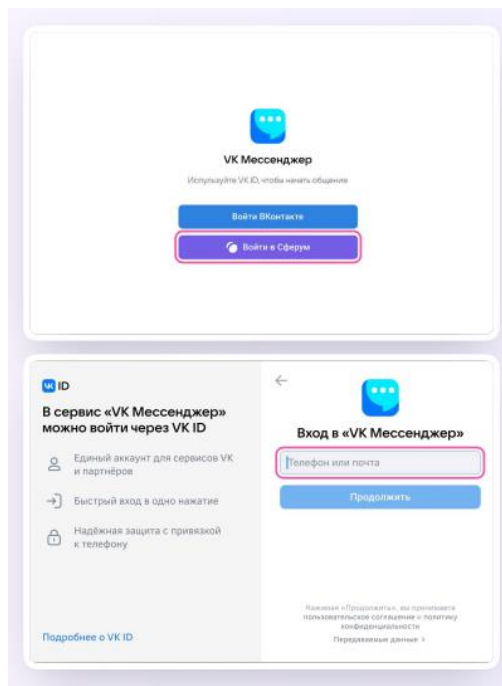 VK Мессенджер
Используйте VK ID, чтобы начать общение
Войти ВКонтакте
Войти в Сферум
VK ID
В сервис «VK Мессенджер»
можно войти через VK ID
Единый аккаунт для сервисов VK
и партнёров
Быстрый вход в одно нажатие
Надёжная защита с привязкой
к телефону
Подробнее о VK ID
Вход в «VK Мессенджер»
Телефон или почта
Продолжить
Нажимая «Продолжить», вы принимаете
пользовательское соглашение и политику
конфиденциальности
Передаваемые данные